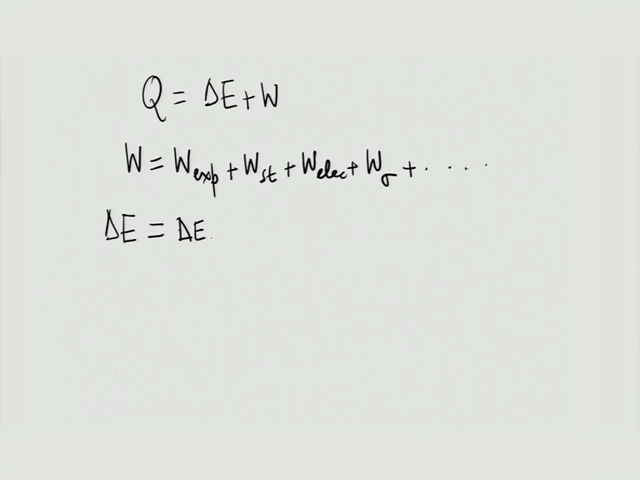 Q = ΔE + W
W = W_exp + W_st + W_elec + W_σ + . . . . .
ΔE = ΔE.